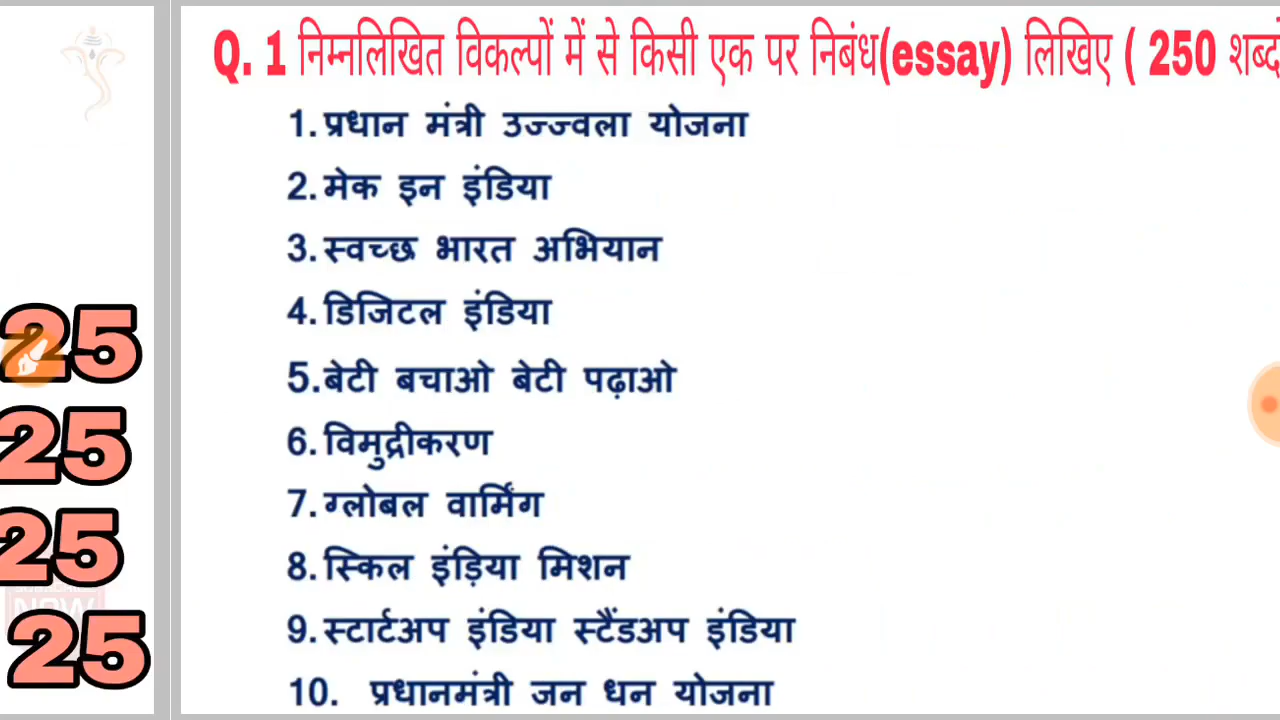 Q. 1 निम्नलिखित विकल्पों में से किसी एक पर निबंध(essay) लिखिए ( 250
1. प्रधान मंत्री उज्ज्वला योजना
2. मेक इन इंडिया
3. स्वच्छ भारत अभियान
4. डिजिटल इंडिया
5. बेटी बचाओ बेटी पढ़ाओ
6. विमुद्रीकरण
7. ग्लोबल वार्मिंग
8. स्किल इंड़िया मिशन
9. स्टार्टअप इंडिया स्टैंडअप इंडिया
10. प्रधानमंत्री जन धन योजना
25
25
25
25